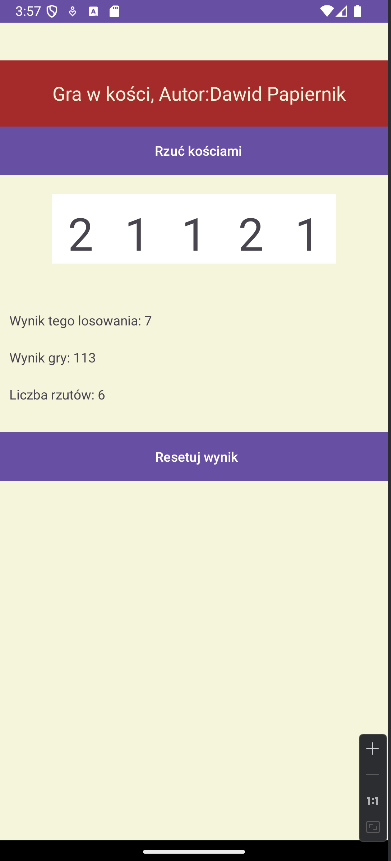 3:57
Gra w kości, Autor:Dawid Papiernik
Rzuć kościami
2 1 1 2 1
Wynik tego losowania: 7
Wynik gry: 113
Liczba rzutów: 6
Resetuj wynik
1:1